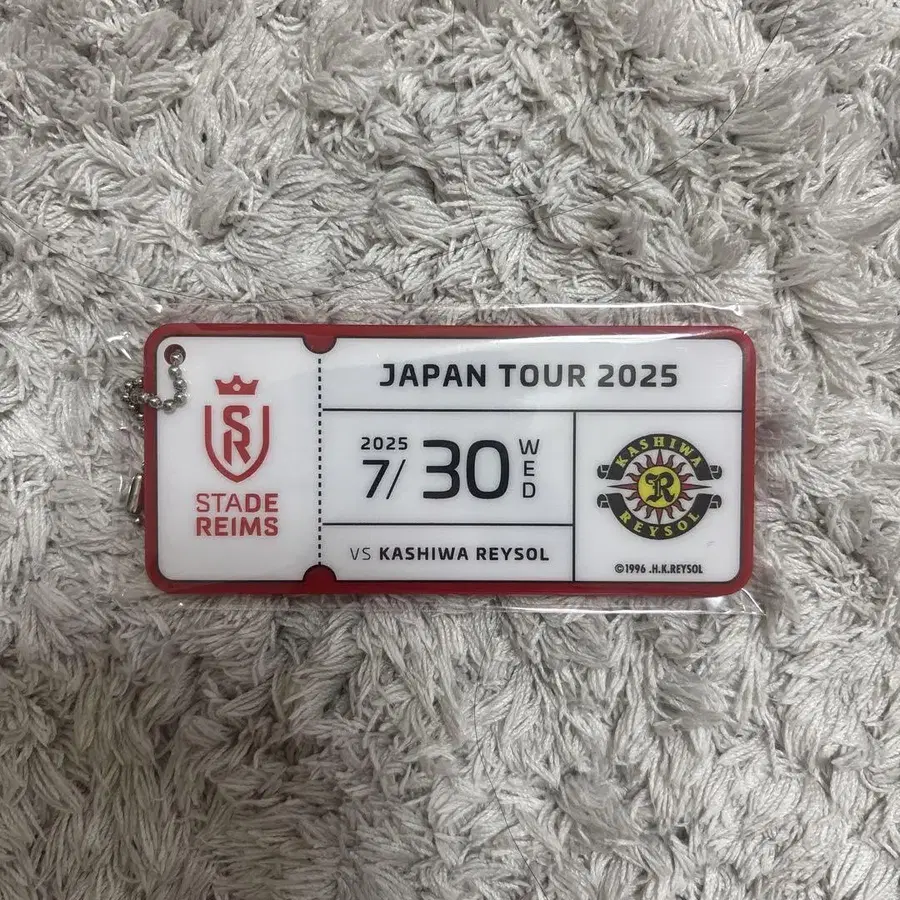 SR
STADE
REIMS
JAPAN TOUR 2025
2025
7/30
WED
VS KASHIWA REYSOL
KASHIWA
R
REYSOL
©1996 .H.K.REYSOL